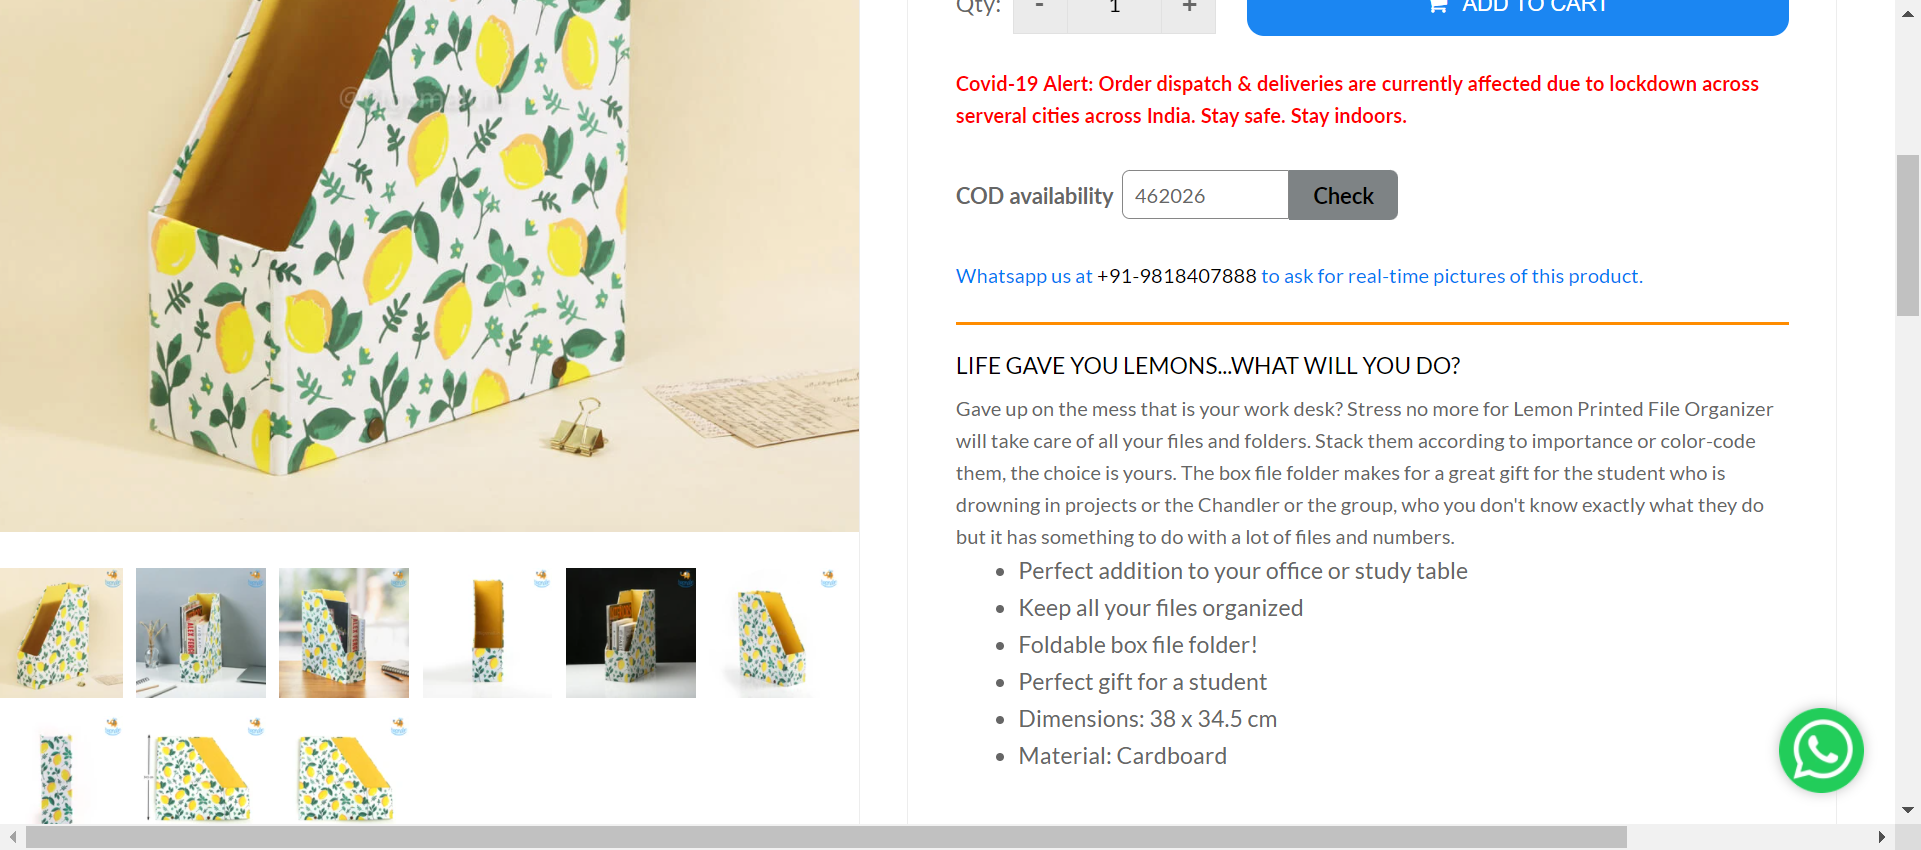 Qty: - 1 +
ADD TO CART
Covid-19 Alert: Order dispatch & deliveries are currently affected due to lockdown across
serveral cities across India. Stay safe. Stay indoors.
COD availability 462026 Check
Whatsapp us at +91-9818407888 to ask for real-time pictures of this product.
LIFE GAVE YOU LEMONS...WHAT WILL YOU DO?
Gave up on the mess that is your work desk? Stress no more for Lemon Printed File Organizer
will take care of all your files and folders. Stack them according to importance or color-code
them, the choice is yours. The box file folder makes for a great gift for the student who is
drowning in projects or the Chandler or the group, who you don't know exactly what they do
but it has something to do with a lot of files and numbers.
• Perfect addition to your office or study table
• Keep all your files organized
• Foldable box file folder!
• Perfect gift for a student
• Dimensions: 38 x 34.5 cm
• Material: Cardboard